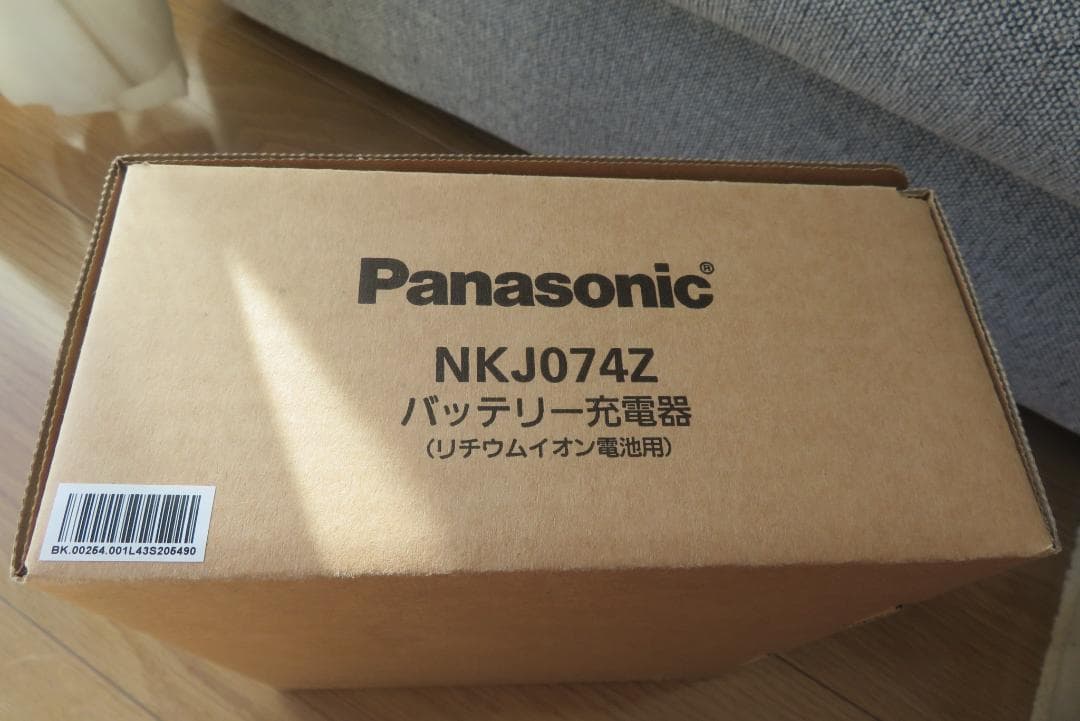 Panasonic®
NKJ074Z
バッテリー充電器
(リチウムイオン電池用)
BK.00254.001L43S205490